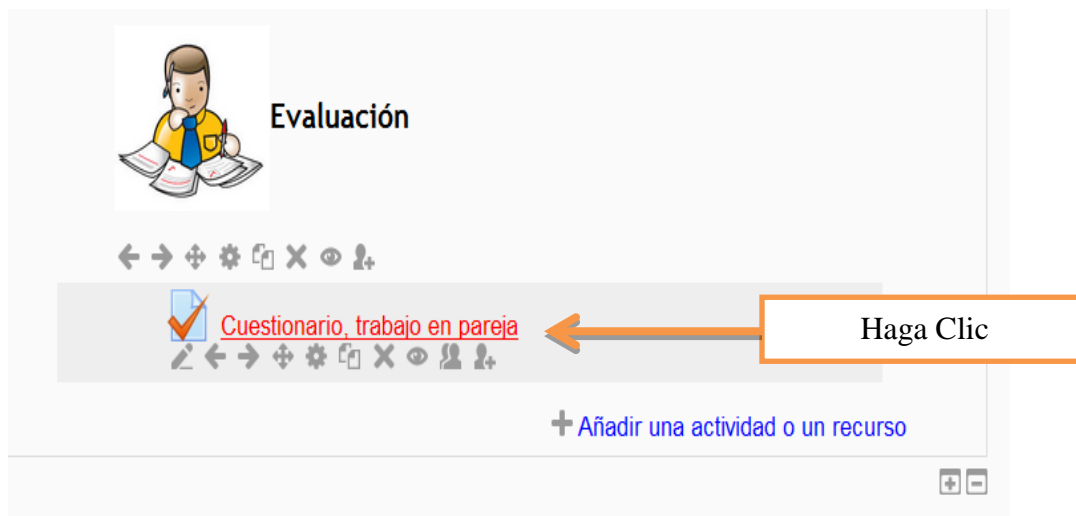 Evaluación
Cuestionario, trabajo en pareja
Haga Clic
Añadir una actividad o un recurso